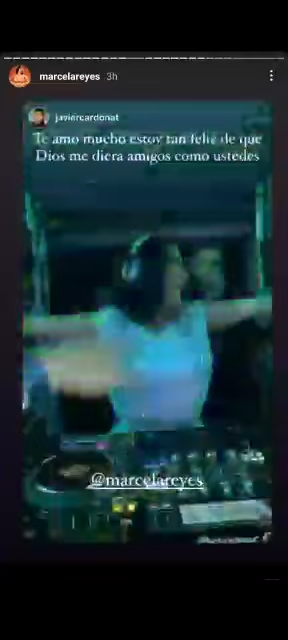 marcelareyes 3h
javiercardonat
Te amo mucho estoy tan feliz de que
Dios me diera amigos como ustedes
@marcelareyes